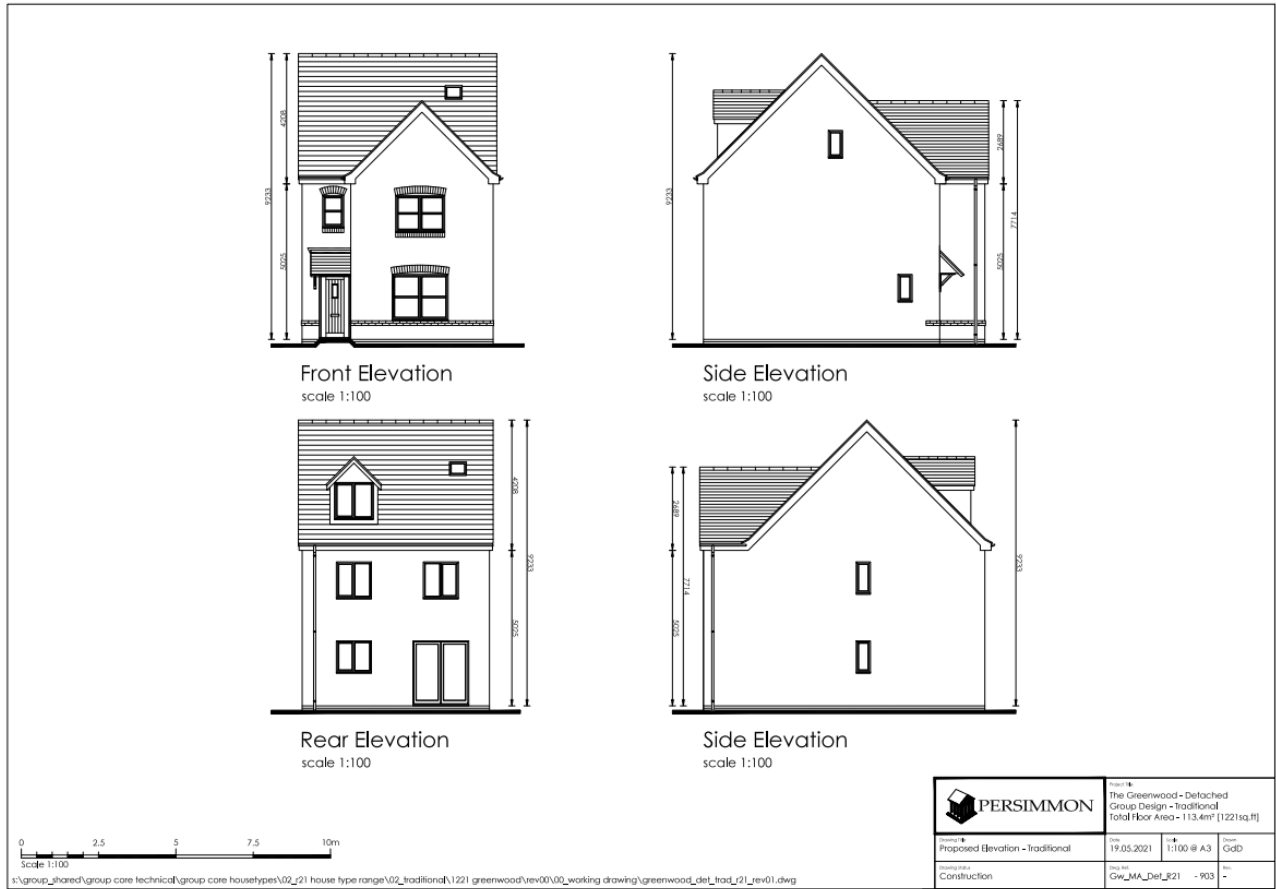 4208
9233
5025
Front Elevation
scale 1:100
9233
2689
7714
5025
Side Elevation
scale 1:100
4208
9233
5025
Rear Elevation
scale 1:100
2689
7714
5025
9233
Side Elevation
scale 1:100
0 2.5 5 7.5 10m
Scale 1:100
s:\group_shared\group core technical\group core housetypes\02_r21 house type range\02_traditional\1221 greenwood\rev00\00_working drawing\greenwood_det_trad_r21_rev01.dwg
PERSIMMON
Project Title
The Greenwood - Detached
Group Design - Traditional
Total Floor Area - 113.4m² [1221sq.ft]
Drawing Title
Proposed Elevation - Traditional
Date
19.05.2021
Scale
1:100 @ A3
Drawn
GdD
Drawing Status
Construction
Dwg Ref.
Gw_MA_Det_R21 - 903
Rev.
-